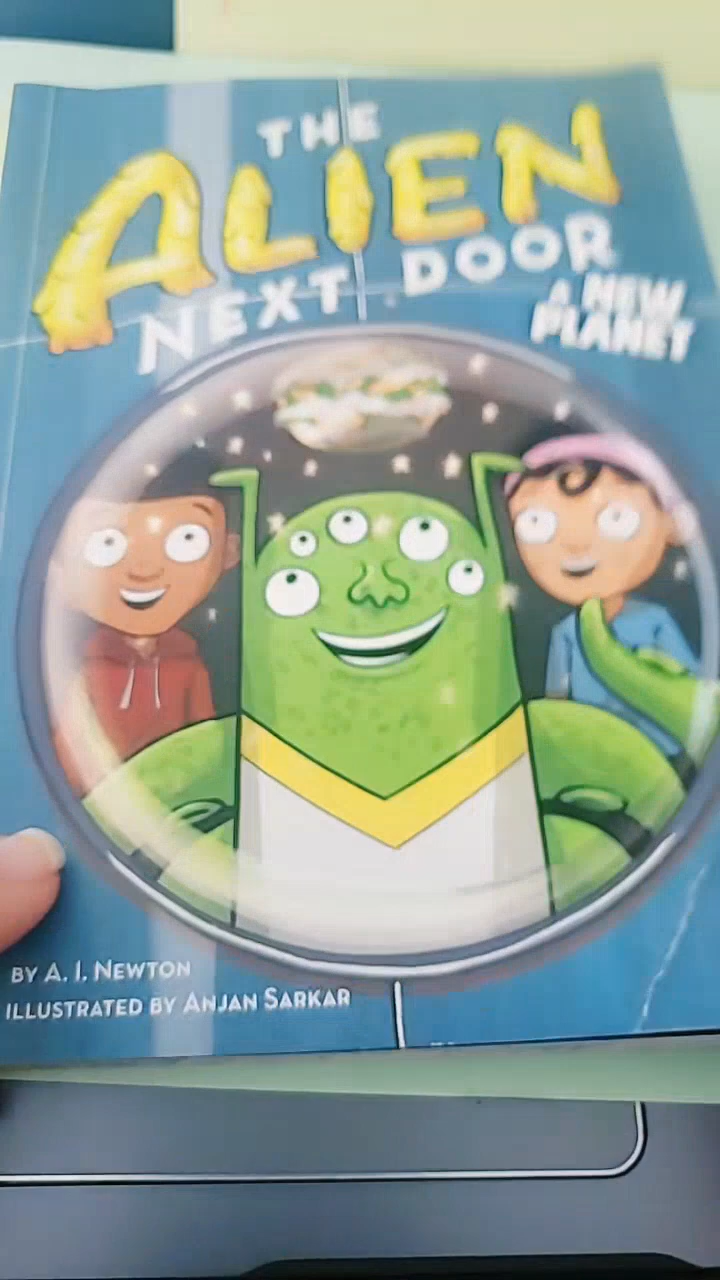 THE
ALIEN
NEXT DOOR
A NEW
PLANET
BY A. I. NEWTON
ILLUSTRATED BY ANJAN SARKAR